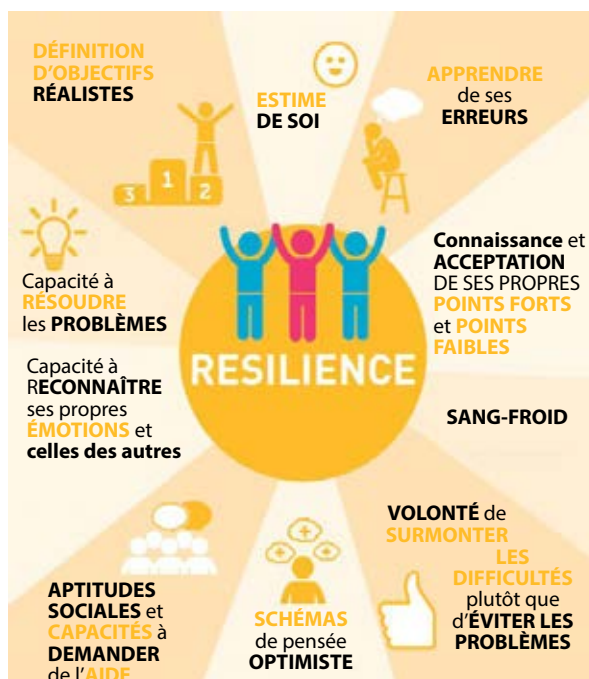 DÉFINITION
D'OBJECTIFS
RÉALISTES
ESTIME
DE SOI
APPRENDRE
de ses
ERREURS
3 1 2
Capacité à
RÉSOUDRE
les PROBLÈMES
RESILIENCE
Connaissance et
ACCEPTATION
DE SES PROPRES
POINTS FORTS
et POINTS
FAIBLES
Capacité à
RECONNAÎTRE
ses propres
ÉMOTIONS et
celles des autres
SANG-FROID
APTITUDES
SOCIALES et
CAPACITÉS à
DEMANDER
de l'AIDE
SCHÉMAS
de pensée
OPTIMISTE
VOLONTÉ de
SURMONTER
LES
DIFFICULTÉS
plutôt que
d'ÉVITER LES
PROBLÈMES